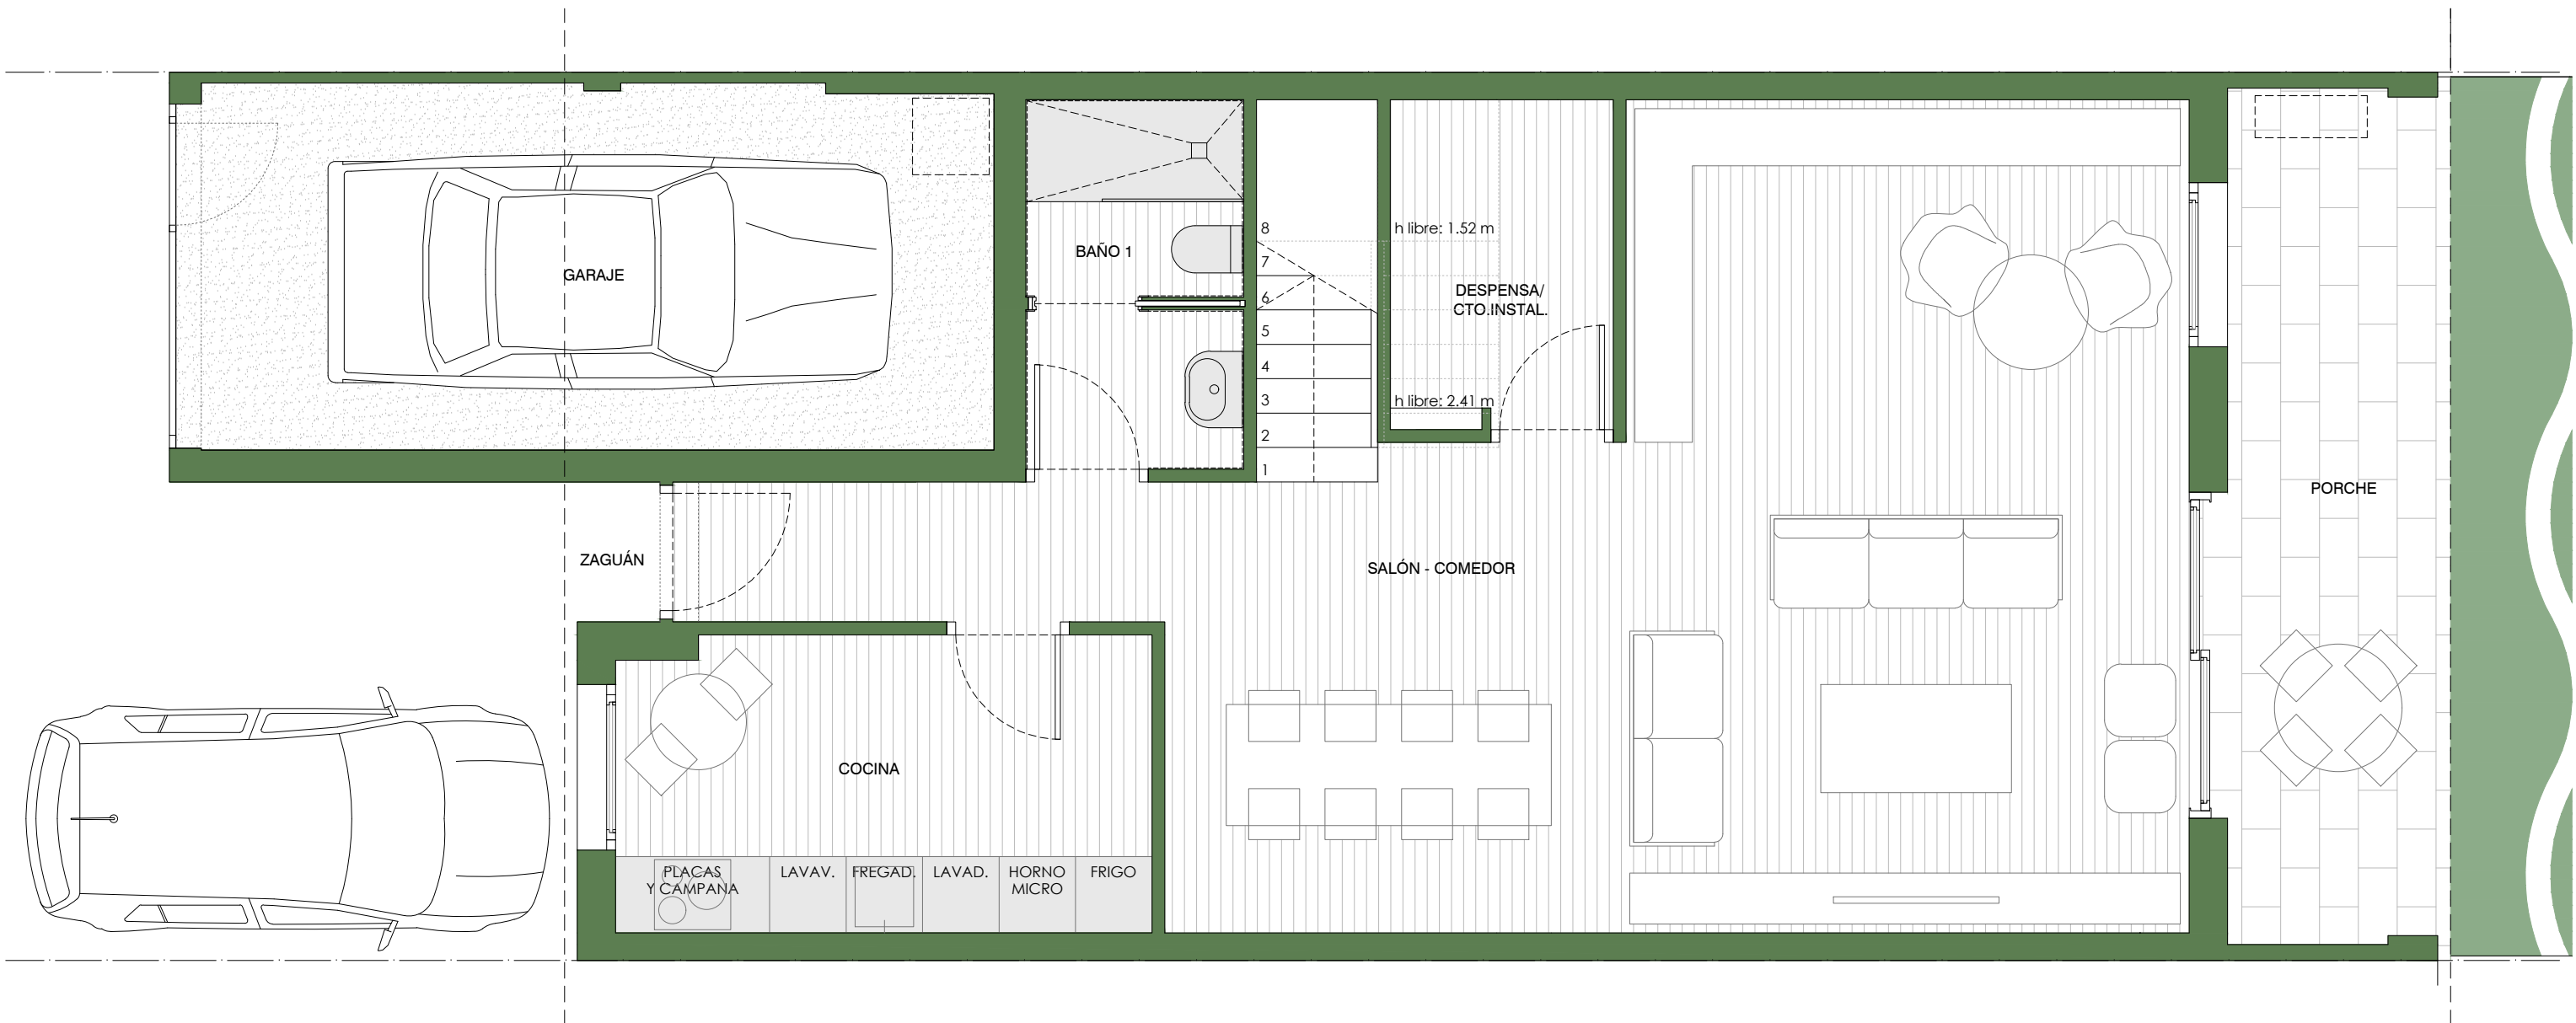 GARAJE
BAÑO 1
8
7
6
5
4
3
2
1
h libre: 1.52 m
DESPENSA/
CTO.INSTAL.
h libre: 2.41 m
PORCHE
ZAGUÁN
SALÓN - COMEDOR
COCINA
PLACAS
Y CAMPANA
LAVAV.
FREGAD.
LAVAD.
HORNO
MICRO
FRIGO